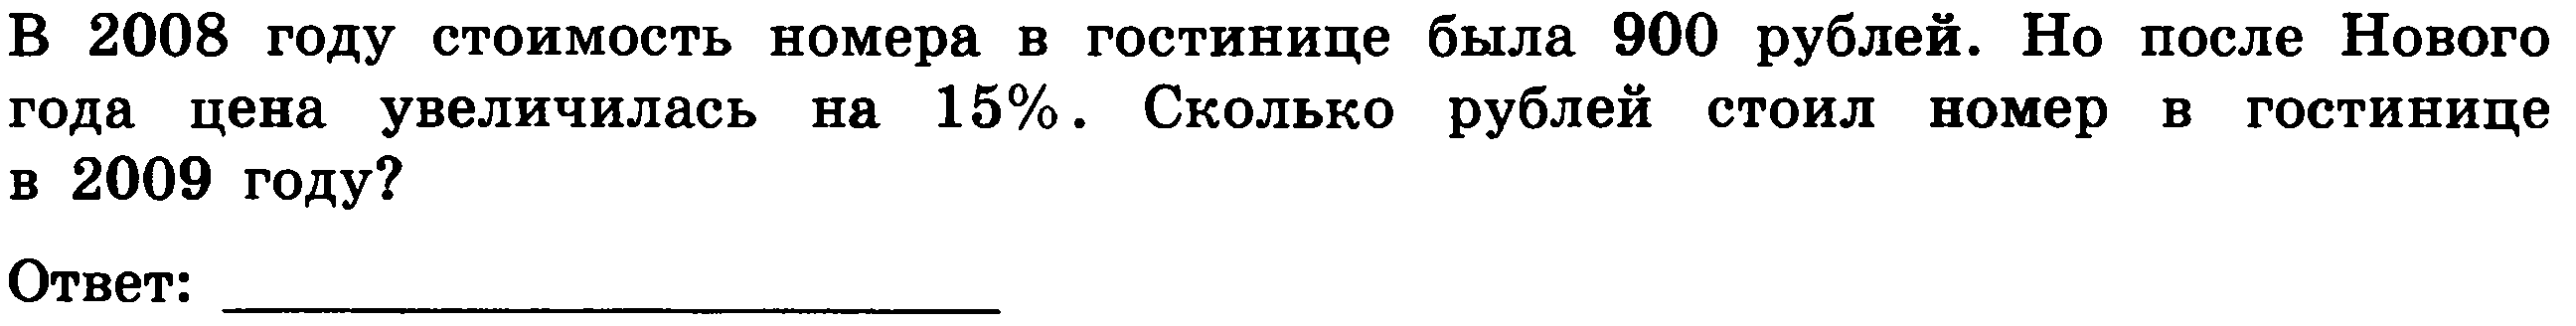 В 2008 году стоимость номера в гостинице была 900 рублей. Но после Нового
года цена увеличилась на 15%. Сколько рублей стоил номер в гостинице
в 2009 году?
Ответ: